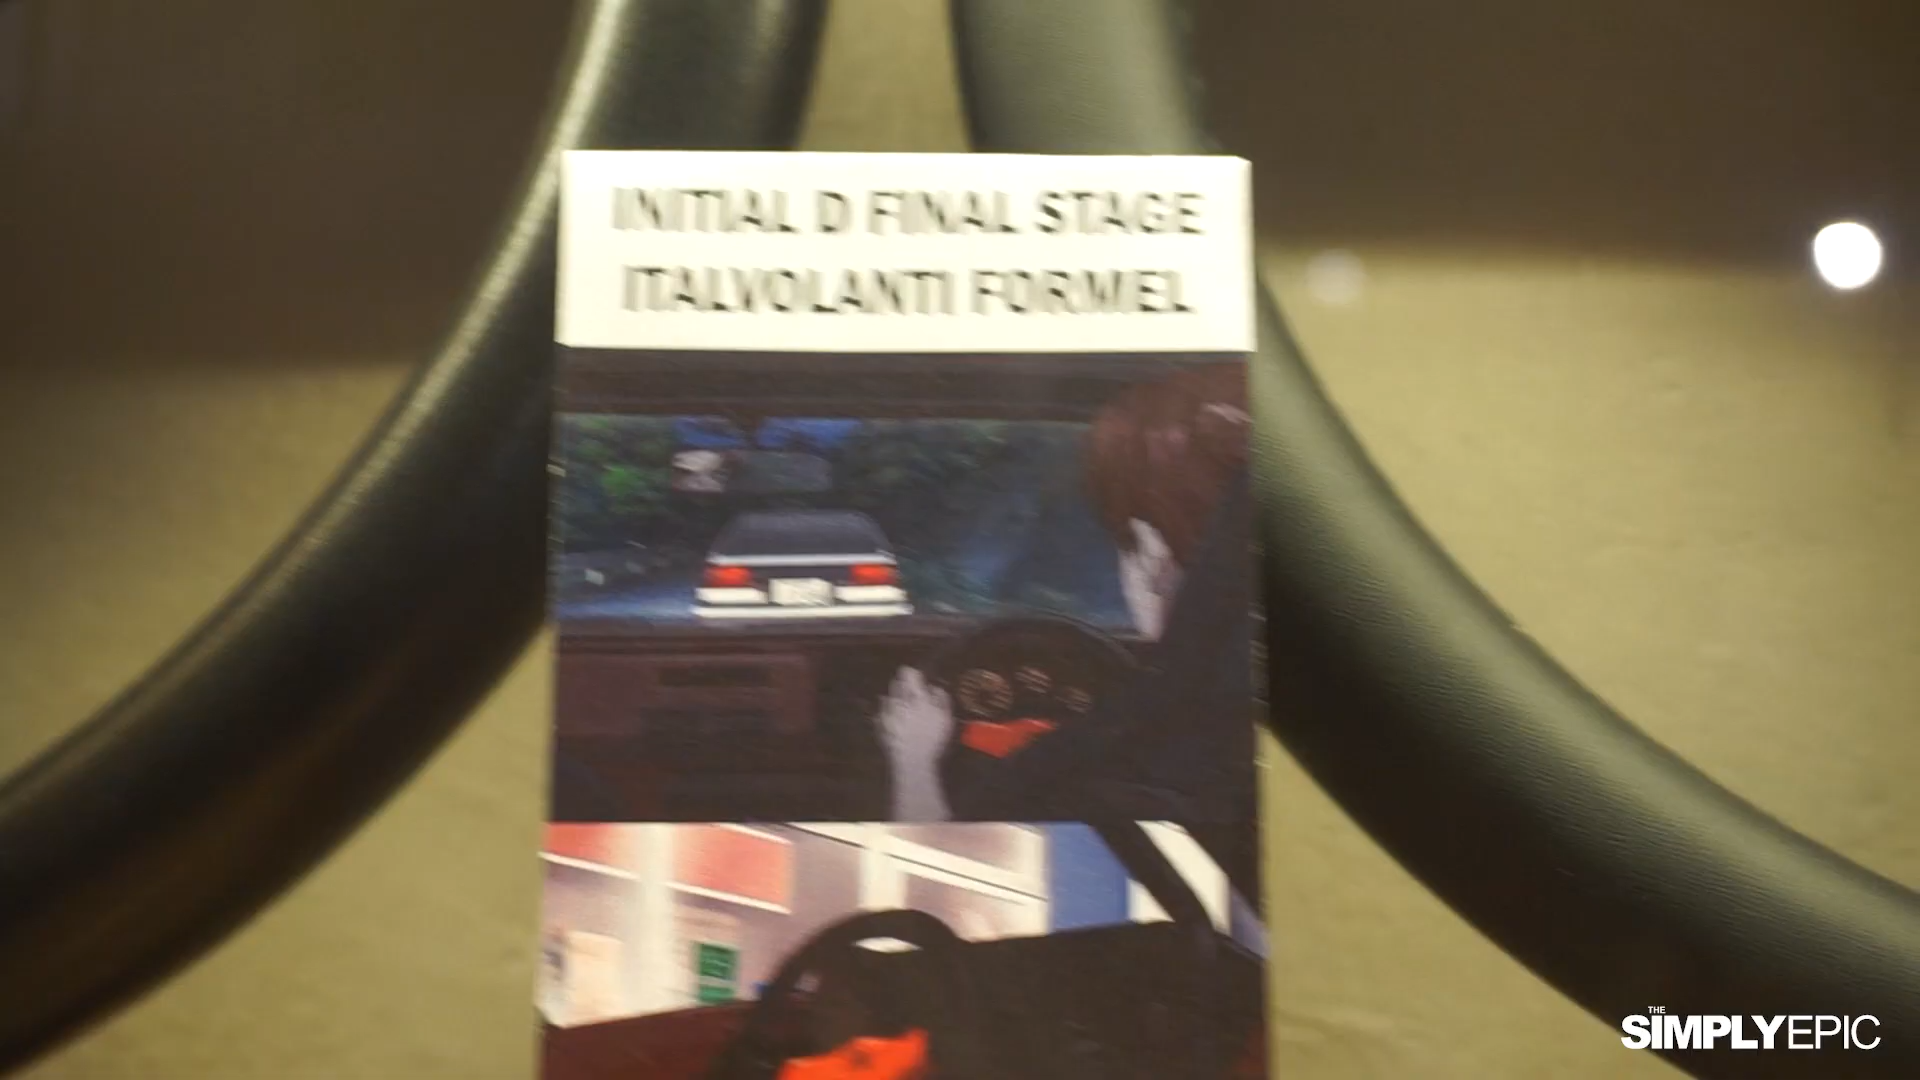 INITIAL D FINAL STAGE
ITALVOLANTI FORMEL
THE
SIMPLYEPIC